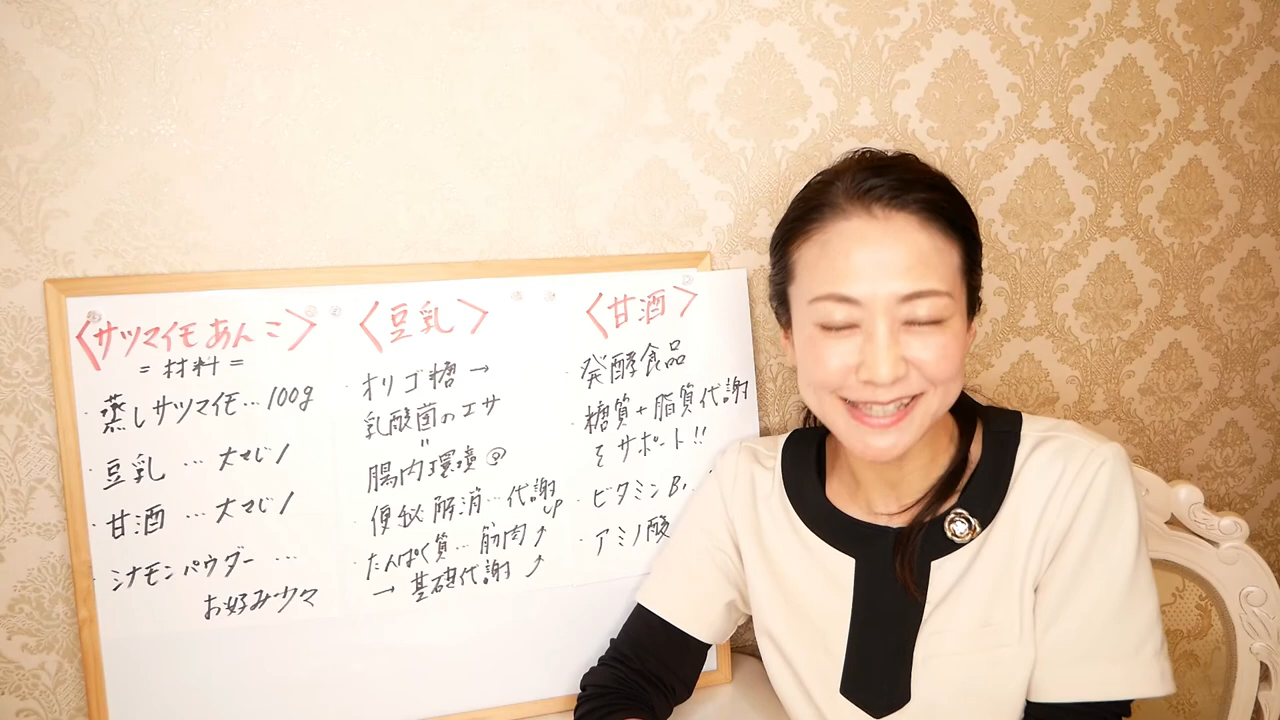 〈サツマイモあんこ〉
= 材料 =
・蒸しサツマイモ…100g
・豆乳 … 大さじ1
・甘酒 … 大さじ1
・シナモンパウダー …
お好み少々
〈豆乳〉
・オリゴ糖→
乳酸菌のエサ
〃
腸内環境
・便秘解消…代謝UP
・たんぱく質…筋肉↑
→ 基礎代謝↑
〈甘酒〉
・発酵食品
・糖質+脂質代謝
をサポート!!
・ビタミンB1
・アミノ酸